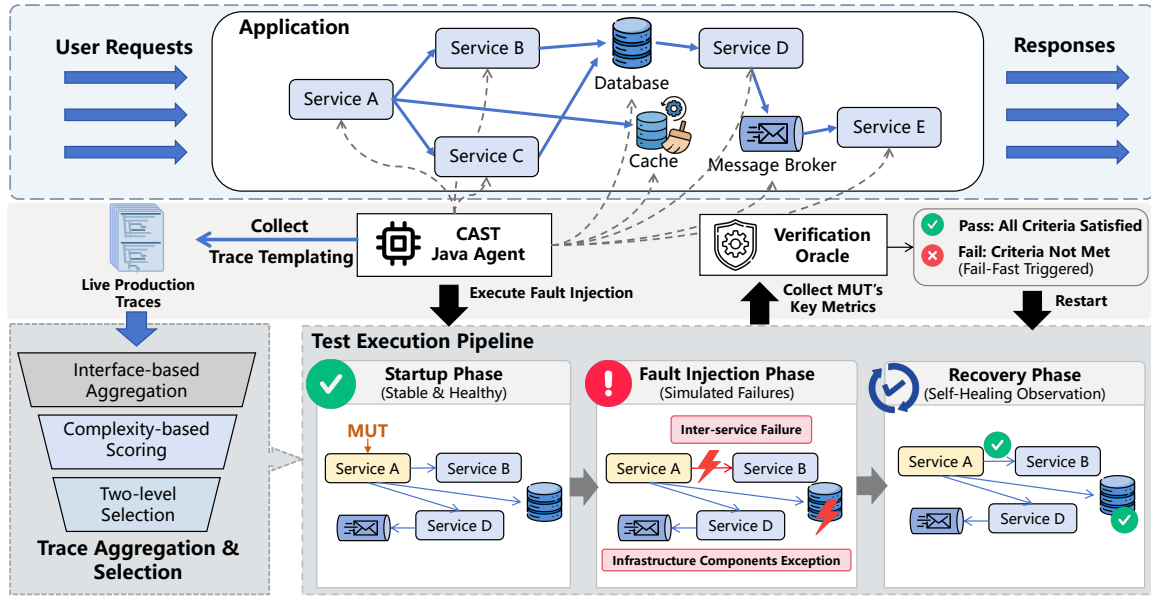 User Requests
Application
Responses
Service A
Service B
Service C
Database
Cache
Service D
Message Broker
Service E
Collect
Trace Templating
Live Production
Traces
CAST
Java Agent
Execute Fault Injection
Verification
Oracle
Collect MUT's
Key Metrics
Pass: All Criteria Satisfied
Fail: Criteria Not Met
(Fail-Fast Triggered)
Restart
Interface-based
Aggregation
Complexity-based
Scoring
Two-level
Selection
Trace Aggregation &
Selection
Test Execution Pipeline
Startup Phase
(Stable & Healthy)
MUT
Service A
Service B
Service D
Fault Injection Phase
(Simulated Failures)
Inter-service Failure
Service A
Service B
Service D
Infrastructure Components Exception
Recovery Phase
(Self-Healing Observation)
Service A
Service B
Service D